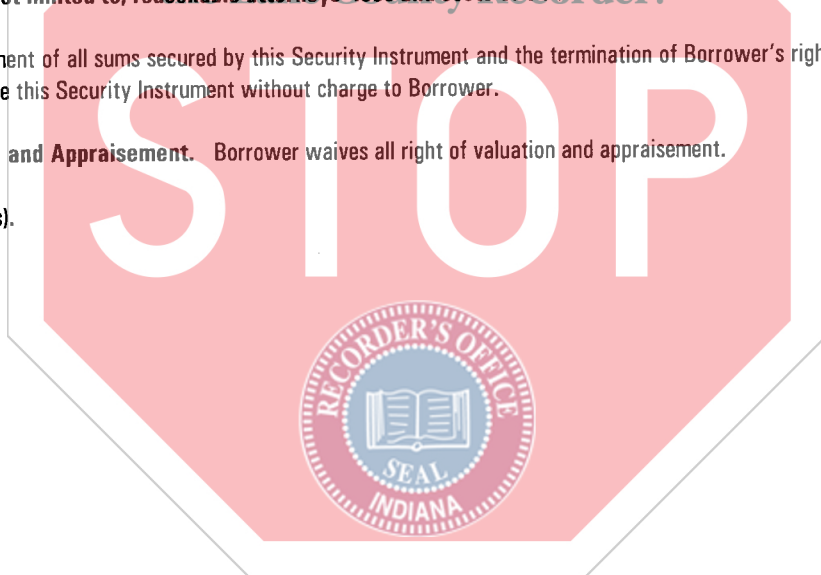 ment of all sums secured by this Security Instrument and the termination of Borrower's righ
e this Security Instrument without charge to Borrower.
and Appraisement. Borrower waives all right of valuation and appraisement.
s).
STOP
RECORDER'S OFFICE
SEAL
INDIANA